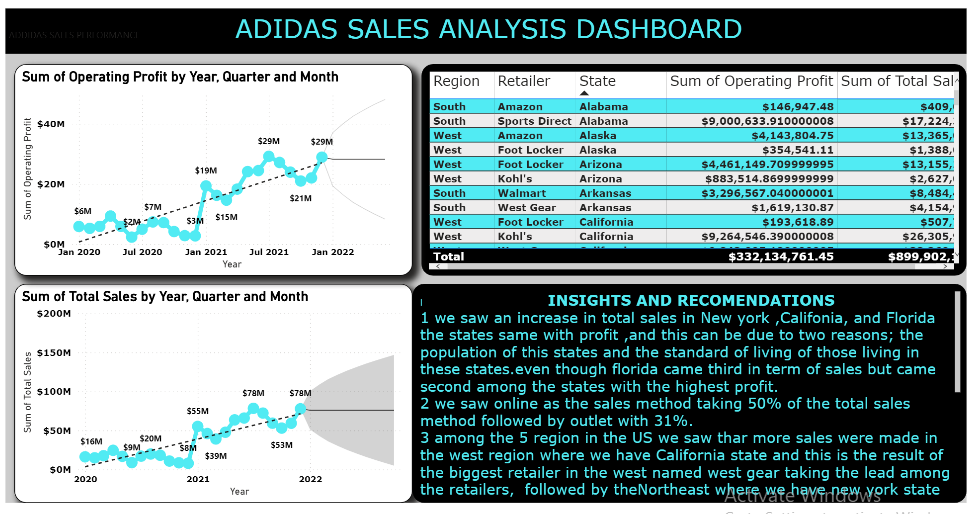 ADIDAS SALES ANALYSIS DASHBOARD
ADDIDAS SALES PERFORMANCE
Sum of Operating Profit by Year, Quarter and Month
Sum of Operating Profit
$40M
$20M
$0M
$6M
$2M
$7M
$3M
$19M
$15M
$29M
$21M
$29M
Jan 2020
Jul 2020
Jan 2021
Jul 2021
Jan 2022
Year
Region Retailer State Sum of Operating Profit Sum of Total Sal
South Amazon Alabama $146,947.48 $409,
South Sports Direct Alabama $9,000,633.910000008 $17,224,
West Amazon Alaska $4,143,804.75 $13,365,
West Foot Locker Alaska $354,541.11 $1,388,
West Foot Locker Arizona $4,461,149.709999995 $13,155,
West Kohl's Arizona $883,514.8699999999 $2,627,
South Walmart Arkansas $3,296,567.040000001 $8,484,
South West Gear Arkansas $1,619,130.87 $4,154,
West Foot Locker California $193,618.89 $507,
West Kohl's California $9,264,546.390000008 $26,305,
Total $332,134,761.45 $899,902,
Sum of Total Sales by Year, Quarter and Month
Sum of Total Sales
$200M
$150M
$100M
$50M
$0M
$16M
$9M
$20M
$8M
$55M
$39M
$78M
$53M
$78M
2020
2021
2022
Year
INSIGHTS AND RECOMENDATIONS
1 we saw an increase in total sales in New york ,Califonia, and Florida
the states same with profit ,and this can be due to two reasons; the
population of this states and the standard of living of those living in
these states.even though florida came third in term of sales but came
second among the states with the highest profit.
2 we saw online as the sales method taking 50% of the total sales
method followed by outlet with 31%.
3 among the 5 region in the US we saw thar more sales were made in
the west region where we have California state and this is the result of
the biggest retailer in the west named west gear taking the lead among
the retailers, followed by theNortheast where we have new york state
Activate Windows